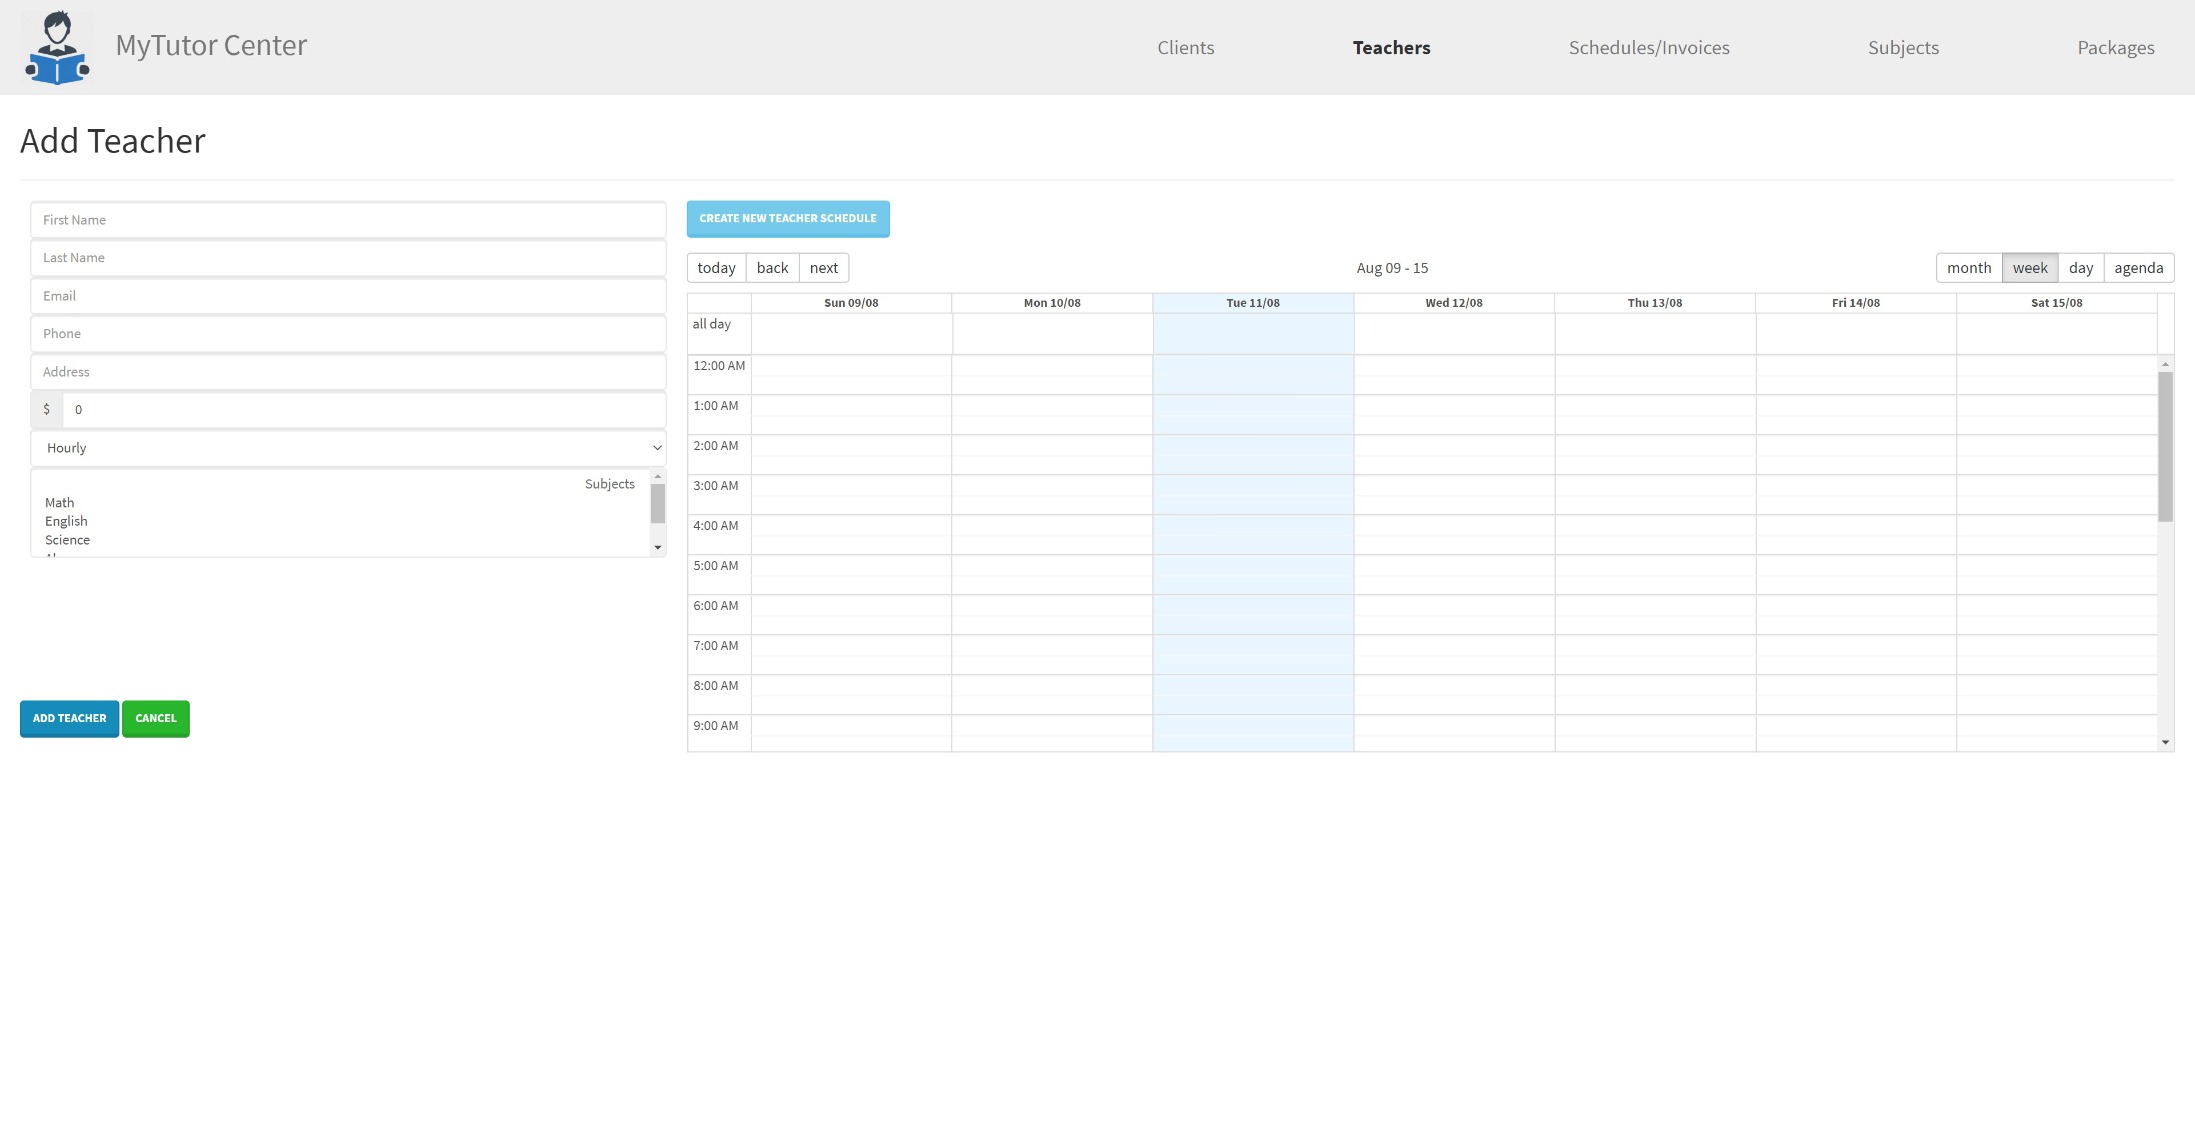 MyTutor Center
Clients
Teachers
Schedules/Invoices
Subjects
Packages
Add Teacher
First Name
Last Name
Email
Phone
Address
$ 0
Hourly
Subjects
Math
English
Science
ADD TEACHER
CANCEL
CREATE NEW TEACHER SCHEDULE
today back next
Aug 09 - 15
month week day agenda
Sun 09/08 Mon 10/08 Tue 11/08 Wed 12/08 Thu 13/08 Fri 14/08 Sat 15/08
all day
12:00 AM
1:00 AM
2:00 AM
3:00 AM
4:00 AM
5:00 AM
6:00 AM
7:00 AM
8:00 AM
9:00 AM